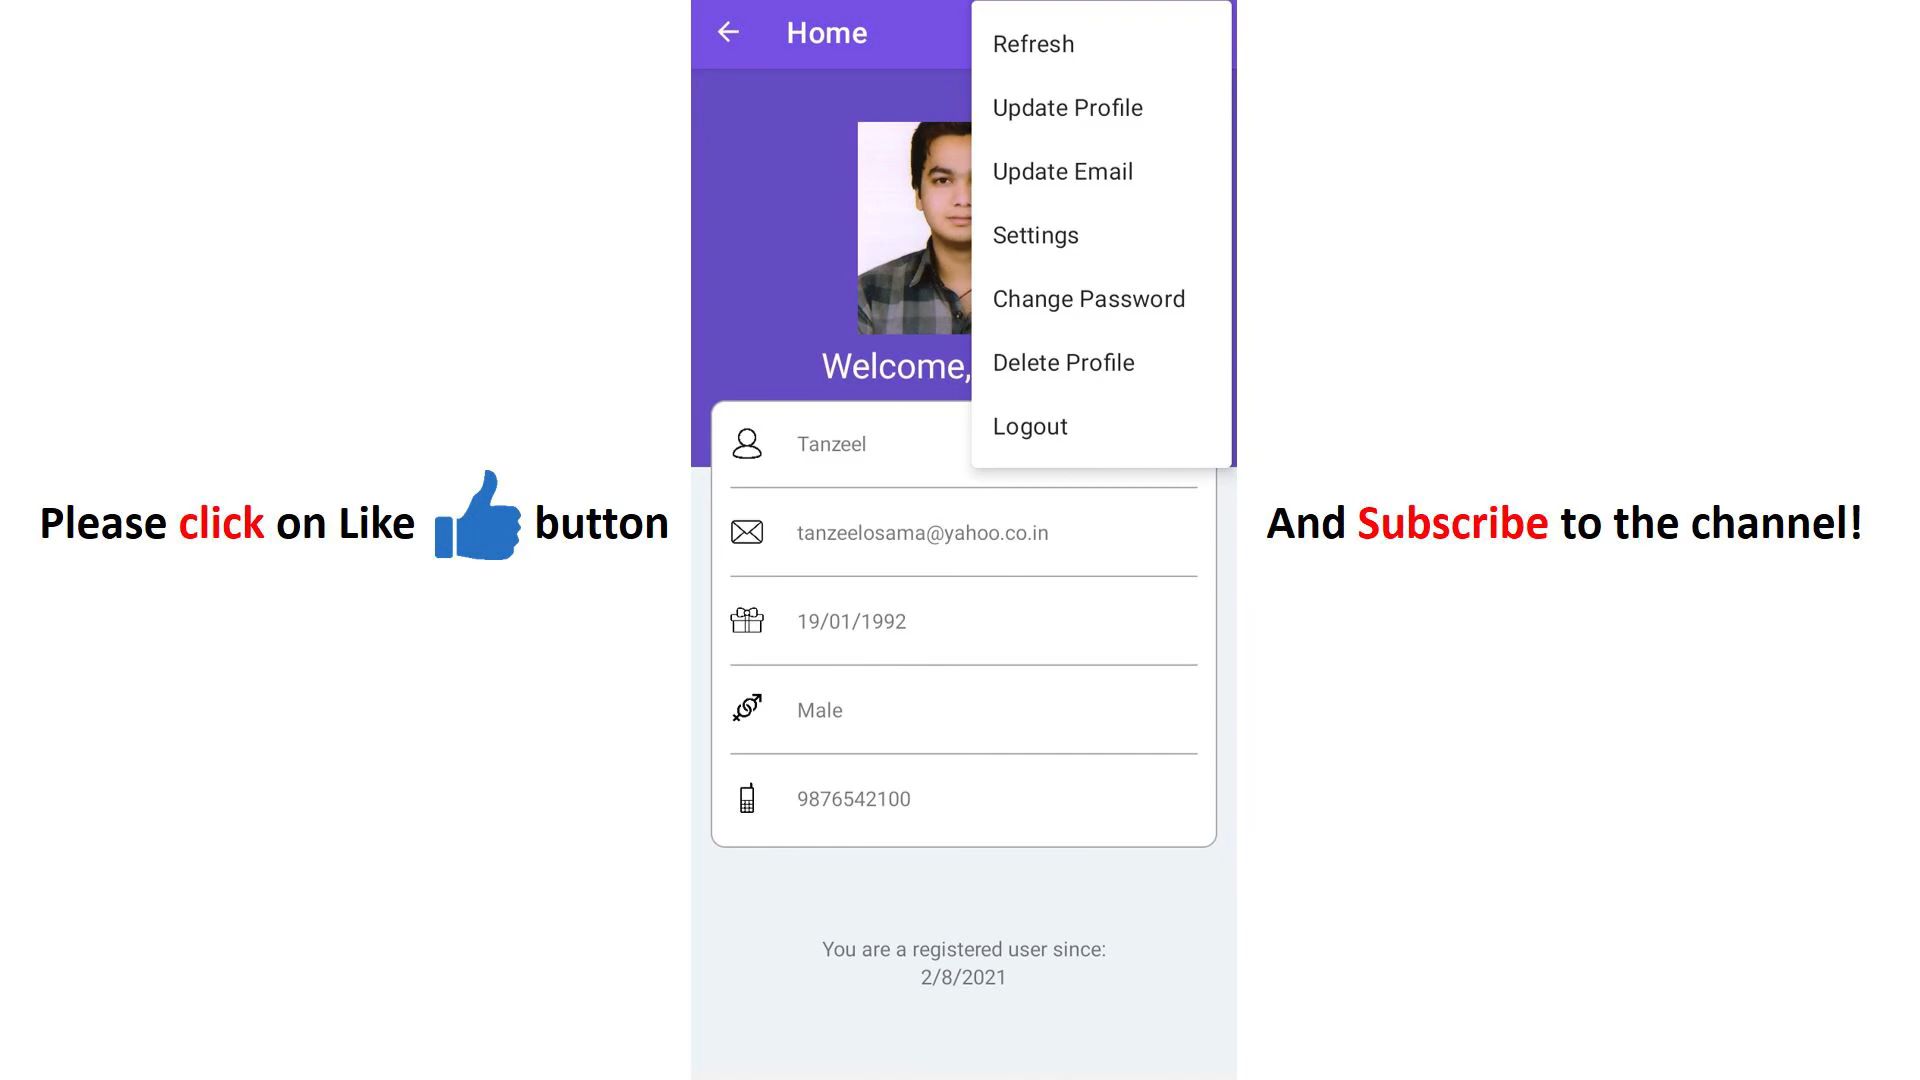 Home
Refresh
Update Profile
Update Email
Settings
Change Password
Delete Profile
Logout
Welcome,
Tanzeel
tanzeelosama@yahoo.co.in
19/01/1992
Male
9876542100
You are a registered user since:
2/8/2021
Please click on Like button
And Subscribe to the channel!